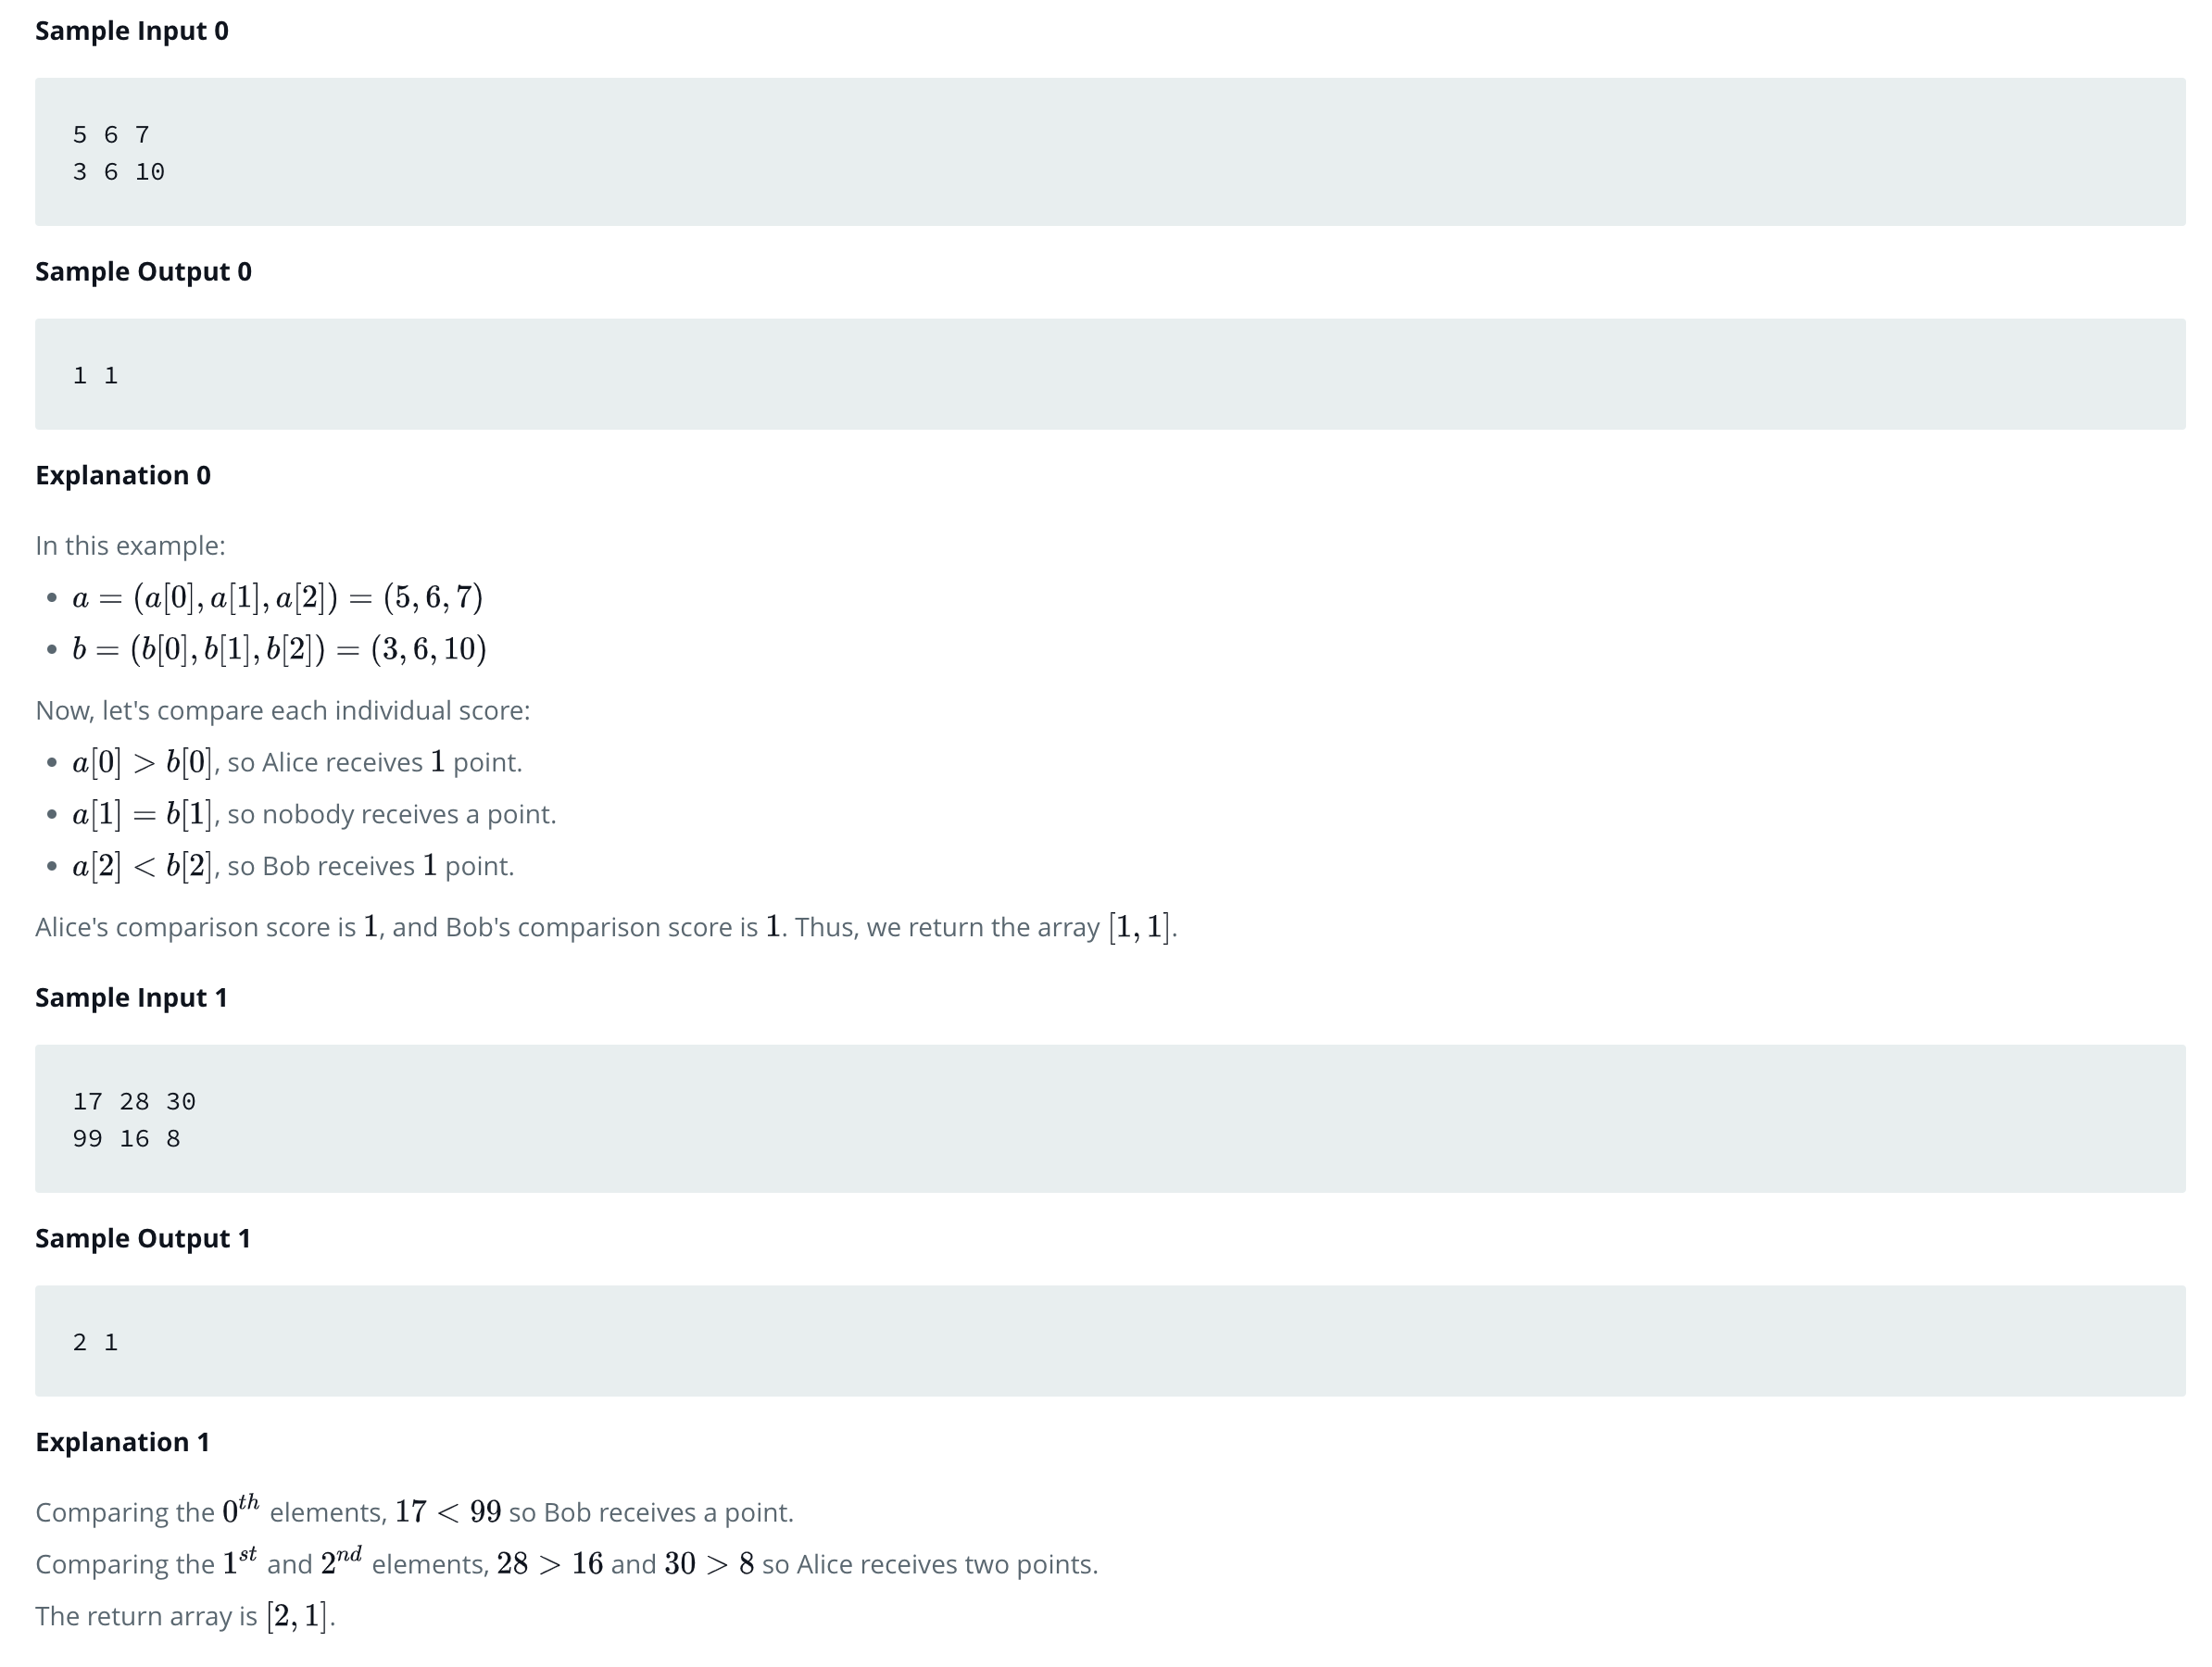 Sample Input 0
5 6 7
3 6 10
Sample Output 0
1 1
Explanation 0
In this example:
• a = (a[0], a[1], a[2]) = (5, 6, 7)
• b = (b[0], b[1], b[2]) = (3, 6, 10)
Now, let's compare each individual score:
• a[0] > b[0], so Alice receives 1 point.
• a[1] = b[1], so nobody receives a point.
• a[2] < b[2], so Bob receives 1 point.
Alice's comparison score is 1, and Bob's comparison score is 1. Thus, we return the array [1, 1].
Sample Input 1
17 28 30
99 16 8
Sample Output 1
2 1
Explanation 1
Comparing the 0th elements, 17 < 99 so Bob receives a point.
Comparing the 1st and 2nd elements, 28 > 16 and 30 > 8 so Alice receives two points.
The return array is [2, 1].